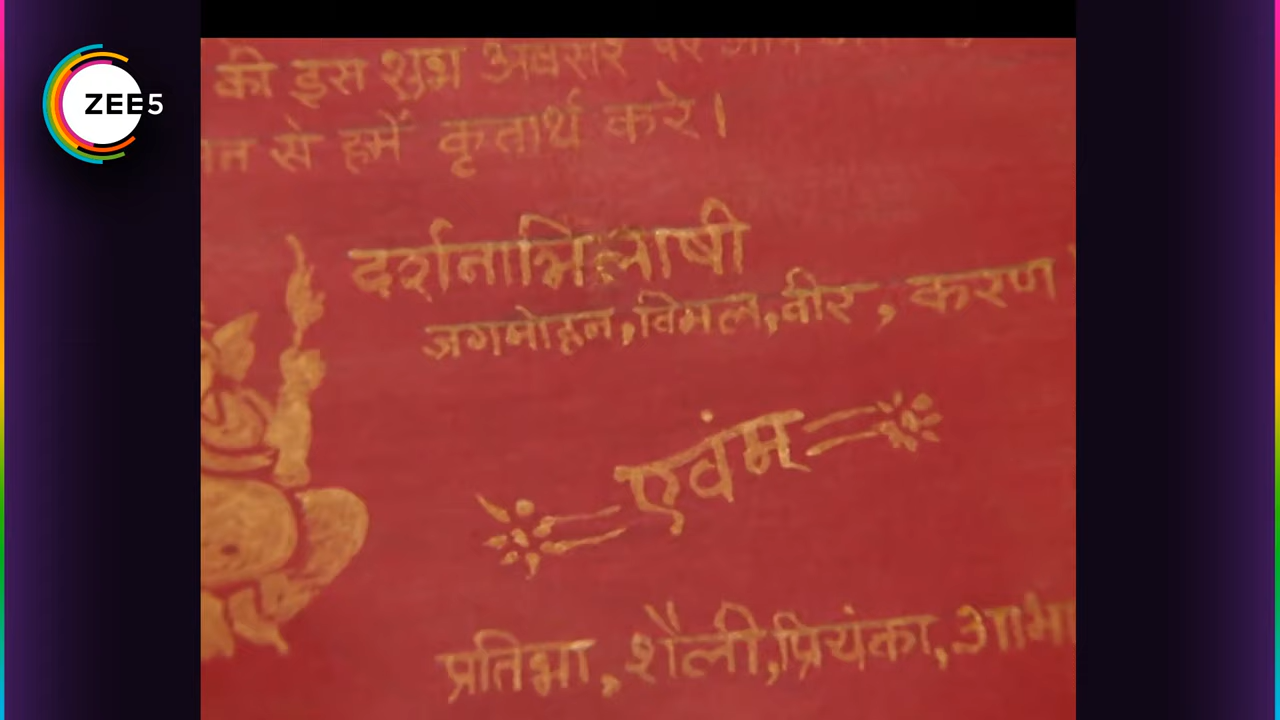 ZEE5
की इस शुभ अवसर पर
से हमें कृतार्थ करे।
दर्शनाभिलाषी
जगमोहन,विमल,वीर, करण
एवंम्
प्रतिभा, शैली,प्रियंका,आभा